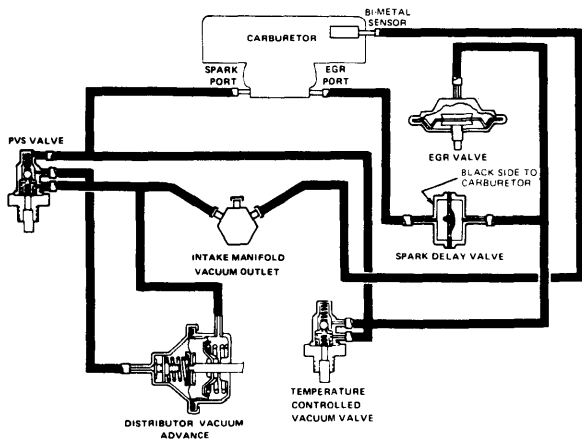 BI-METAL
SENSOR
CARBURETOR
SPARK
PORT
EGR
PORT
PVS VALVE
EGR VALVE
BLACK SIDE TO
CARBURETOR
INTAKE MANIFOLD
VACUUM OUTLET
SPARK DELAY VALVE
TEMPERATURE
CONTROLLED
VACUUM VALVE
DISTRIBUTOR VACUUM
ADVANCE